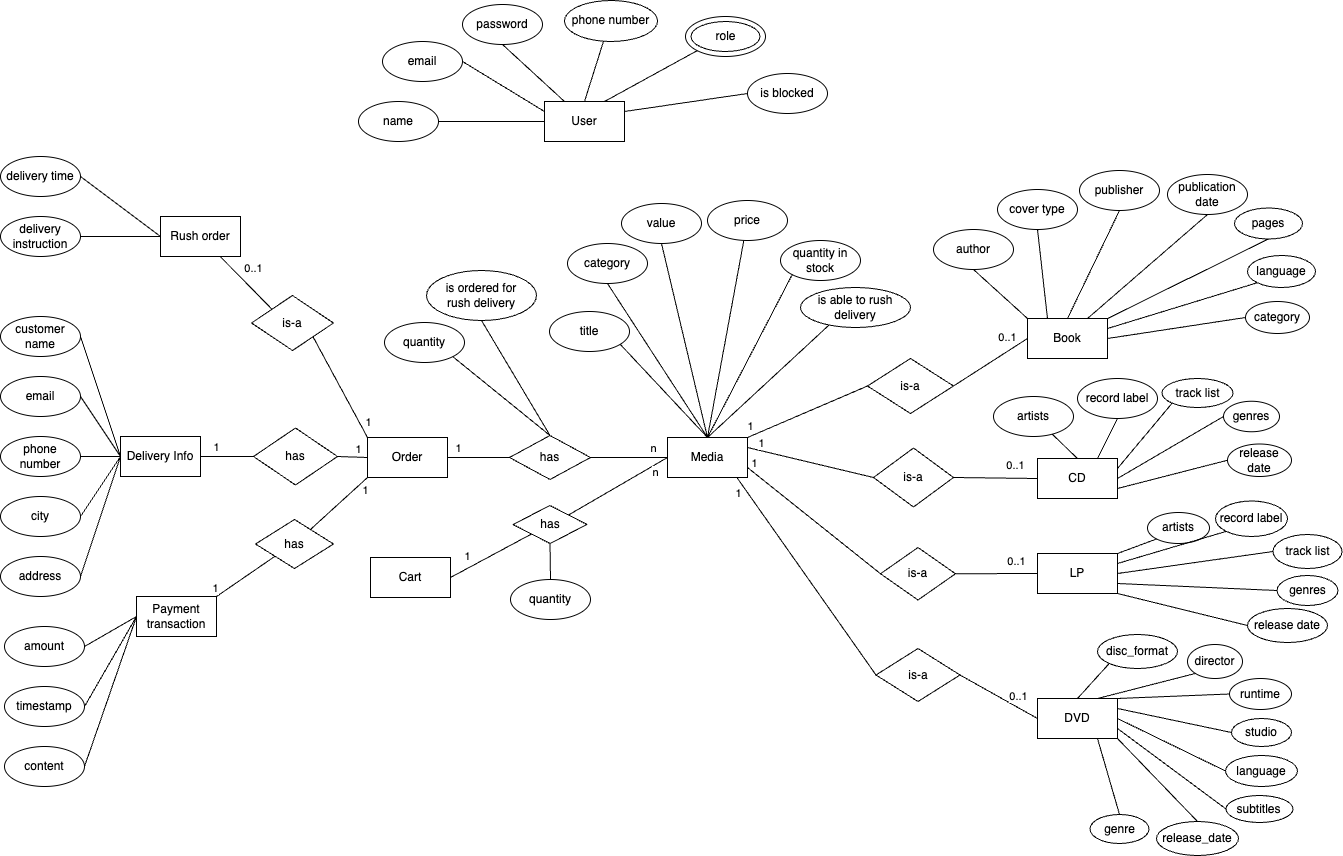 password
phone number
role
email
is blocked
name
User
delivery time
delivery
instruction
Rush order
0..1
is-a
1
customer
name
email
phone
number
city
address
Delivery Info
1
has
1
Order
1
1
has
1
Payment
transaction
amount
timestamp
content
is ordered for
rush delivery
quantity
has
n
n
has
1
Cart
quantity
value
price
category
quantity in
stock
is able to rush
delivery
title
Media
1
1
1
1
is-a
0..1
author
cover type
publisher
publication
date
pages
language
category
Book
is-a
0..1
artists
record label
track list
genres
release
date
CD
is-a
0..1
artists
record label
track list
genres
release date
LP
is-a
0..1
disc_format
director
runtime
studio
language
subtitles
release_date
genre
DVD